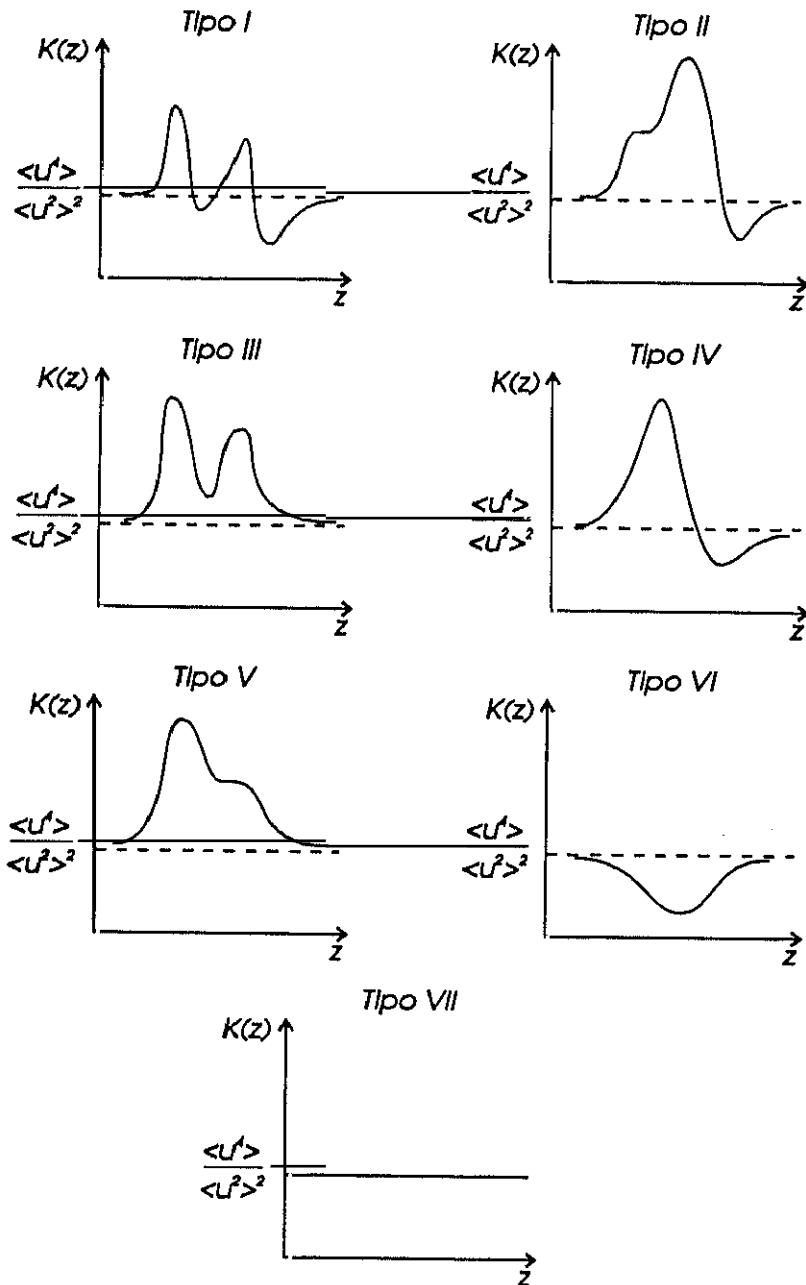 Tipo I
K(z)
<u⁴>
<u²>²
z
Tipo II
K(z)
<u⁴>
<u²>²
z
Tipo III
K(z)
<u⁴>
<u²>²
z
Tipo IV
K(z)
<u⁴>
<u²>²
z
Tipo V
K(z)
<u⁴>
<u²>²
z
Tipo VI
K(z)
<u⁴>
<u²>²
z
Tipo VII
K(z)
<u⁴>
<u²>²
z